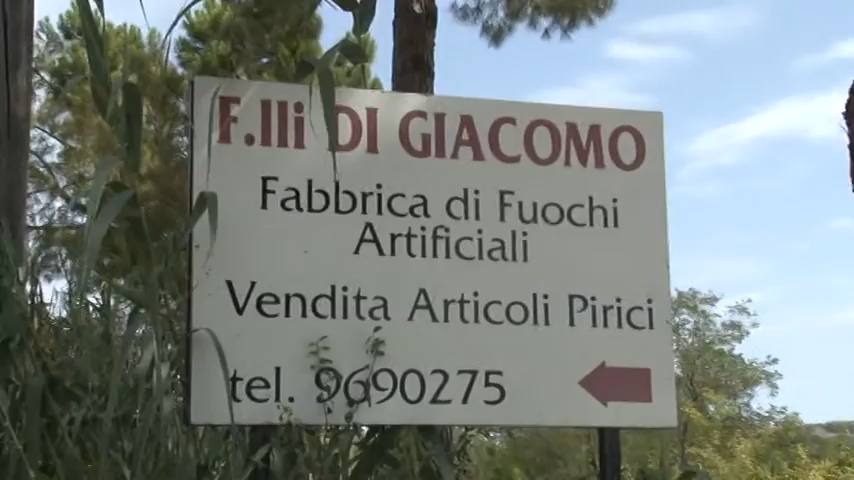 F.lli DI GIACOMO
Fabbrica di Fuochi
Artificiali
Vendita Articoli Pirici
tel. 9690275